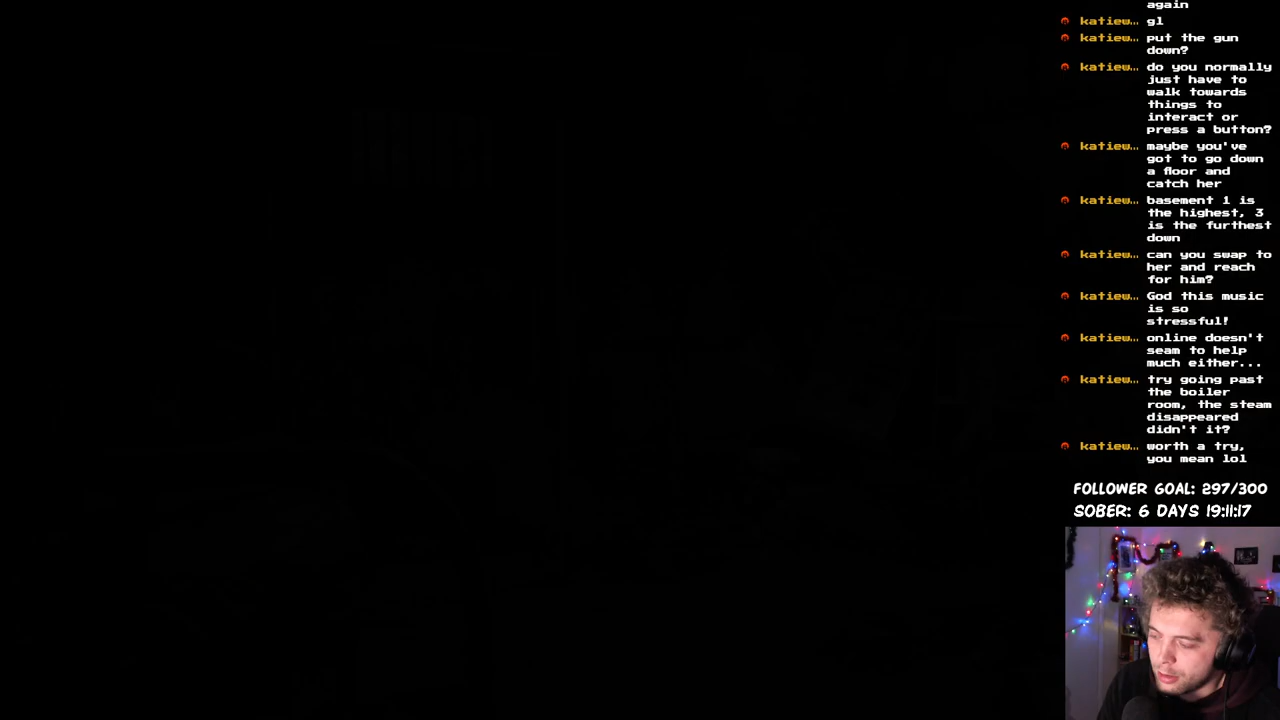 again
katiew… gl
katiew… put the gun
down?
katiew… do you normally
just have to
walk towards
things to
interact or
press a button?
katiew… maybe you've
got to go down
a floor and
catch her
katiew… basement 1 is
the highest, 3
is the furthest
down
katiew… can you swap to
her and reach
for him?
katiew… God this music
is so
stressful!
katiew… online doesn't
seam to help
much either...
katiew… try going past
the boiler
room, the steam
disappeared
didn't it?
katiew… worth a try,
you mean lol
FOLLOWER GOAL: 297/300
SOBER: 6 DAYS 19:11:17